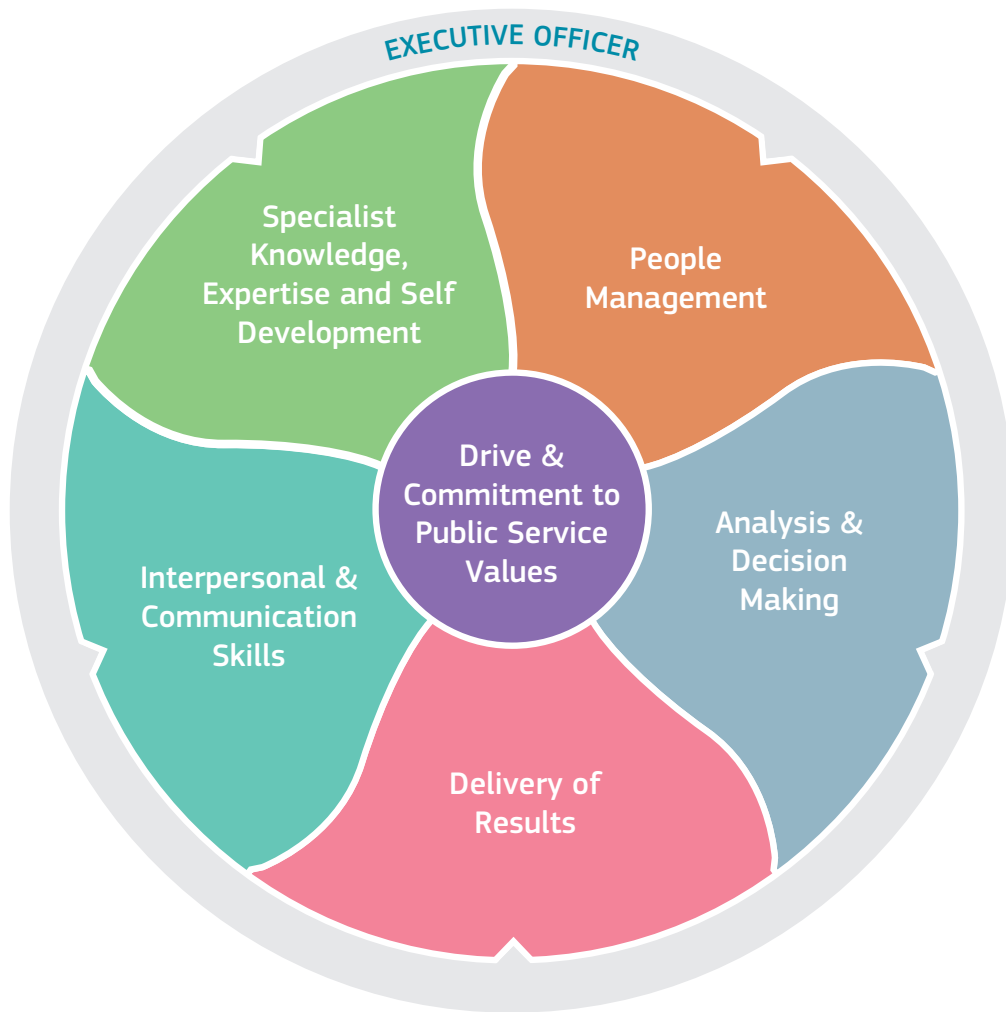 EXECUTIVE OFFICER
Specialist
Knowledge,
Expertise and Self
Development
People
Management
Drive &
Commitment to
Public Service
Values
Analysis &
Decision
Making
Interpersonal &
Communication
Skills
Delivery of
Results